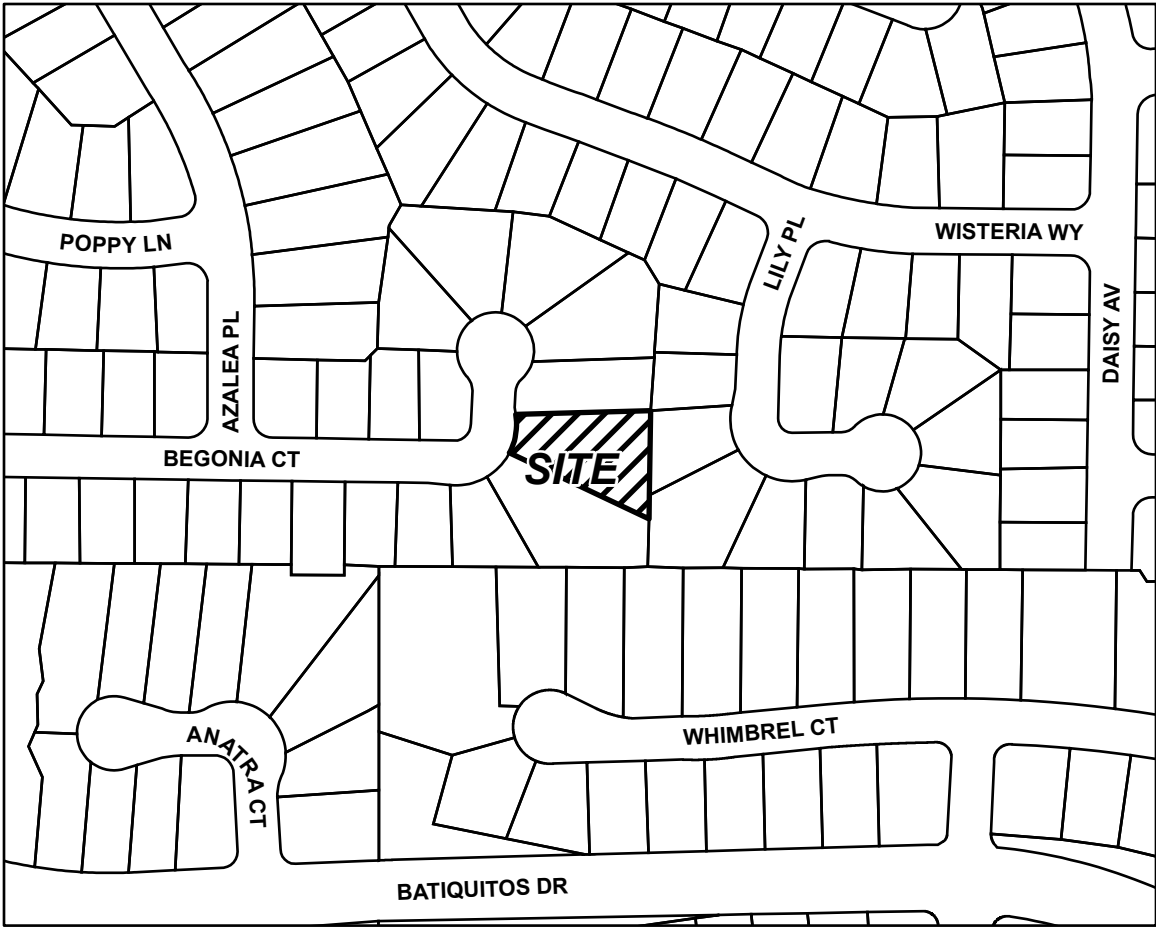 POPPY LN
WISTERIA WY
LILY PL
AZALEA PL
DAISY AV
BEGONIA CT
SITE
ANATRA CT
WHIMBREL CT
BATIQUITOS DR